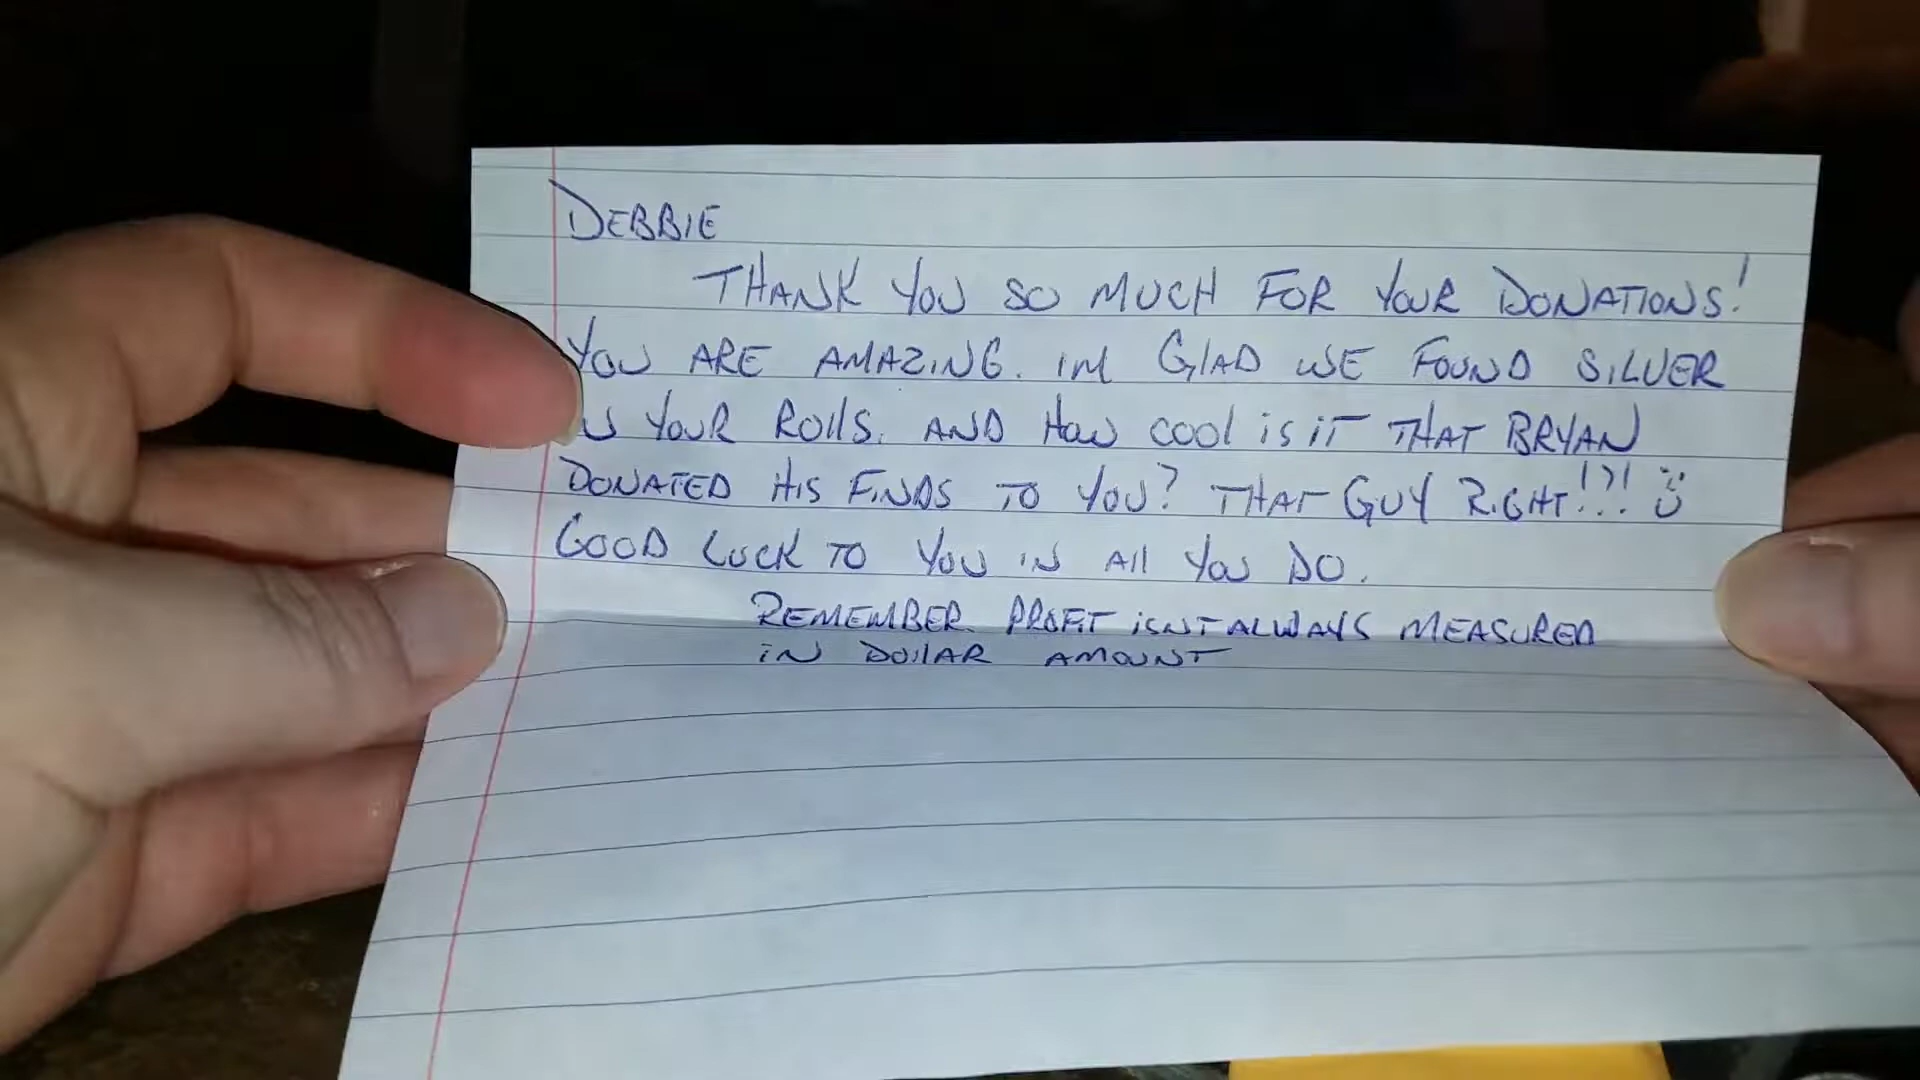 DEBBIE
THANK YOU SO MUCH FOR YOUR DONATIONS!
YOU ARE AMAZING. IM GLAD WE FOUND SILVER
YOUR ROllS. AND HOW COOl iS iT THAT BRYAN
DONATED HiS FiNDS TO YOU? THAT GUY RiGHT!?! :)
GOOD LUCK TO YOU iN All YOU DO.
REMEMBER PROFiT iSNT ALWAYS MEASURED
iN DOllAR AMOUNT